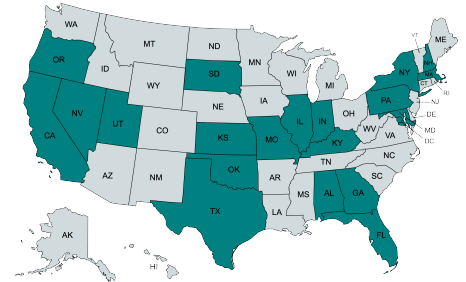 WA
MT
ND
MN
VT
ME
OR
ID
SD
WI
NY
NH
MA
WY
MI
CT
RI
NV
UT
NE
IA
PA
NJ
CA
CO
KS
MO
IL
IN
OH
WV
VA
DE
MD
DC
KY
AZ
NM
OK
AR
TN
NC
SC
TX
LA
MS
AL
GA
FL
AK
HI